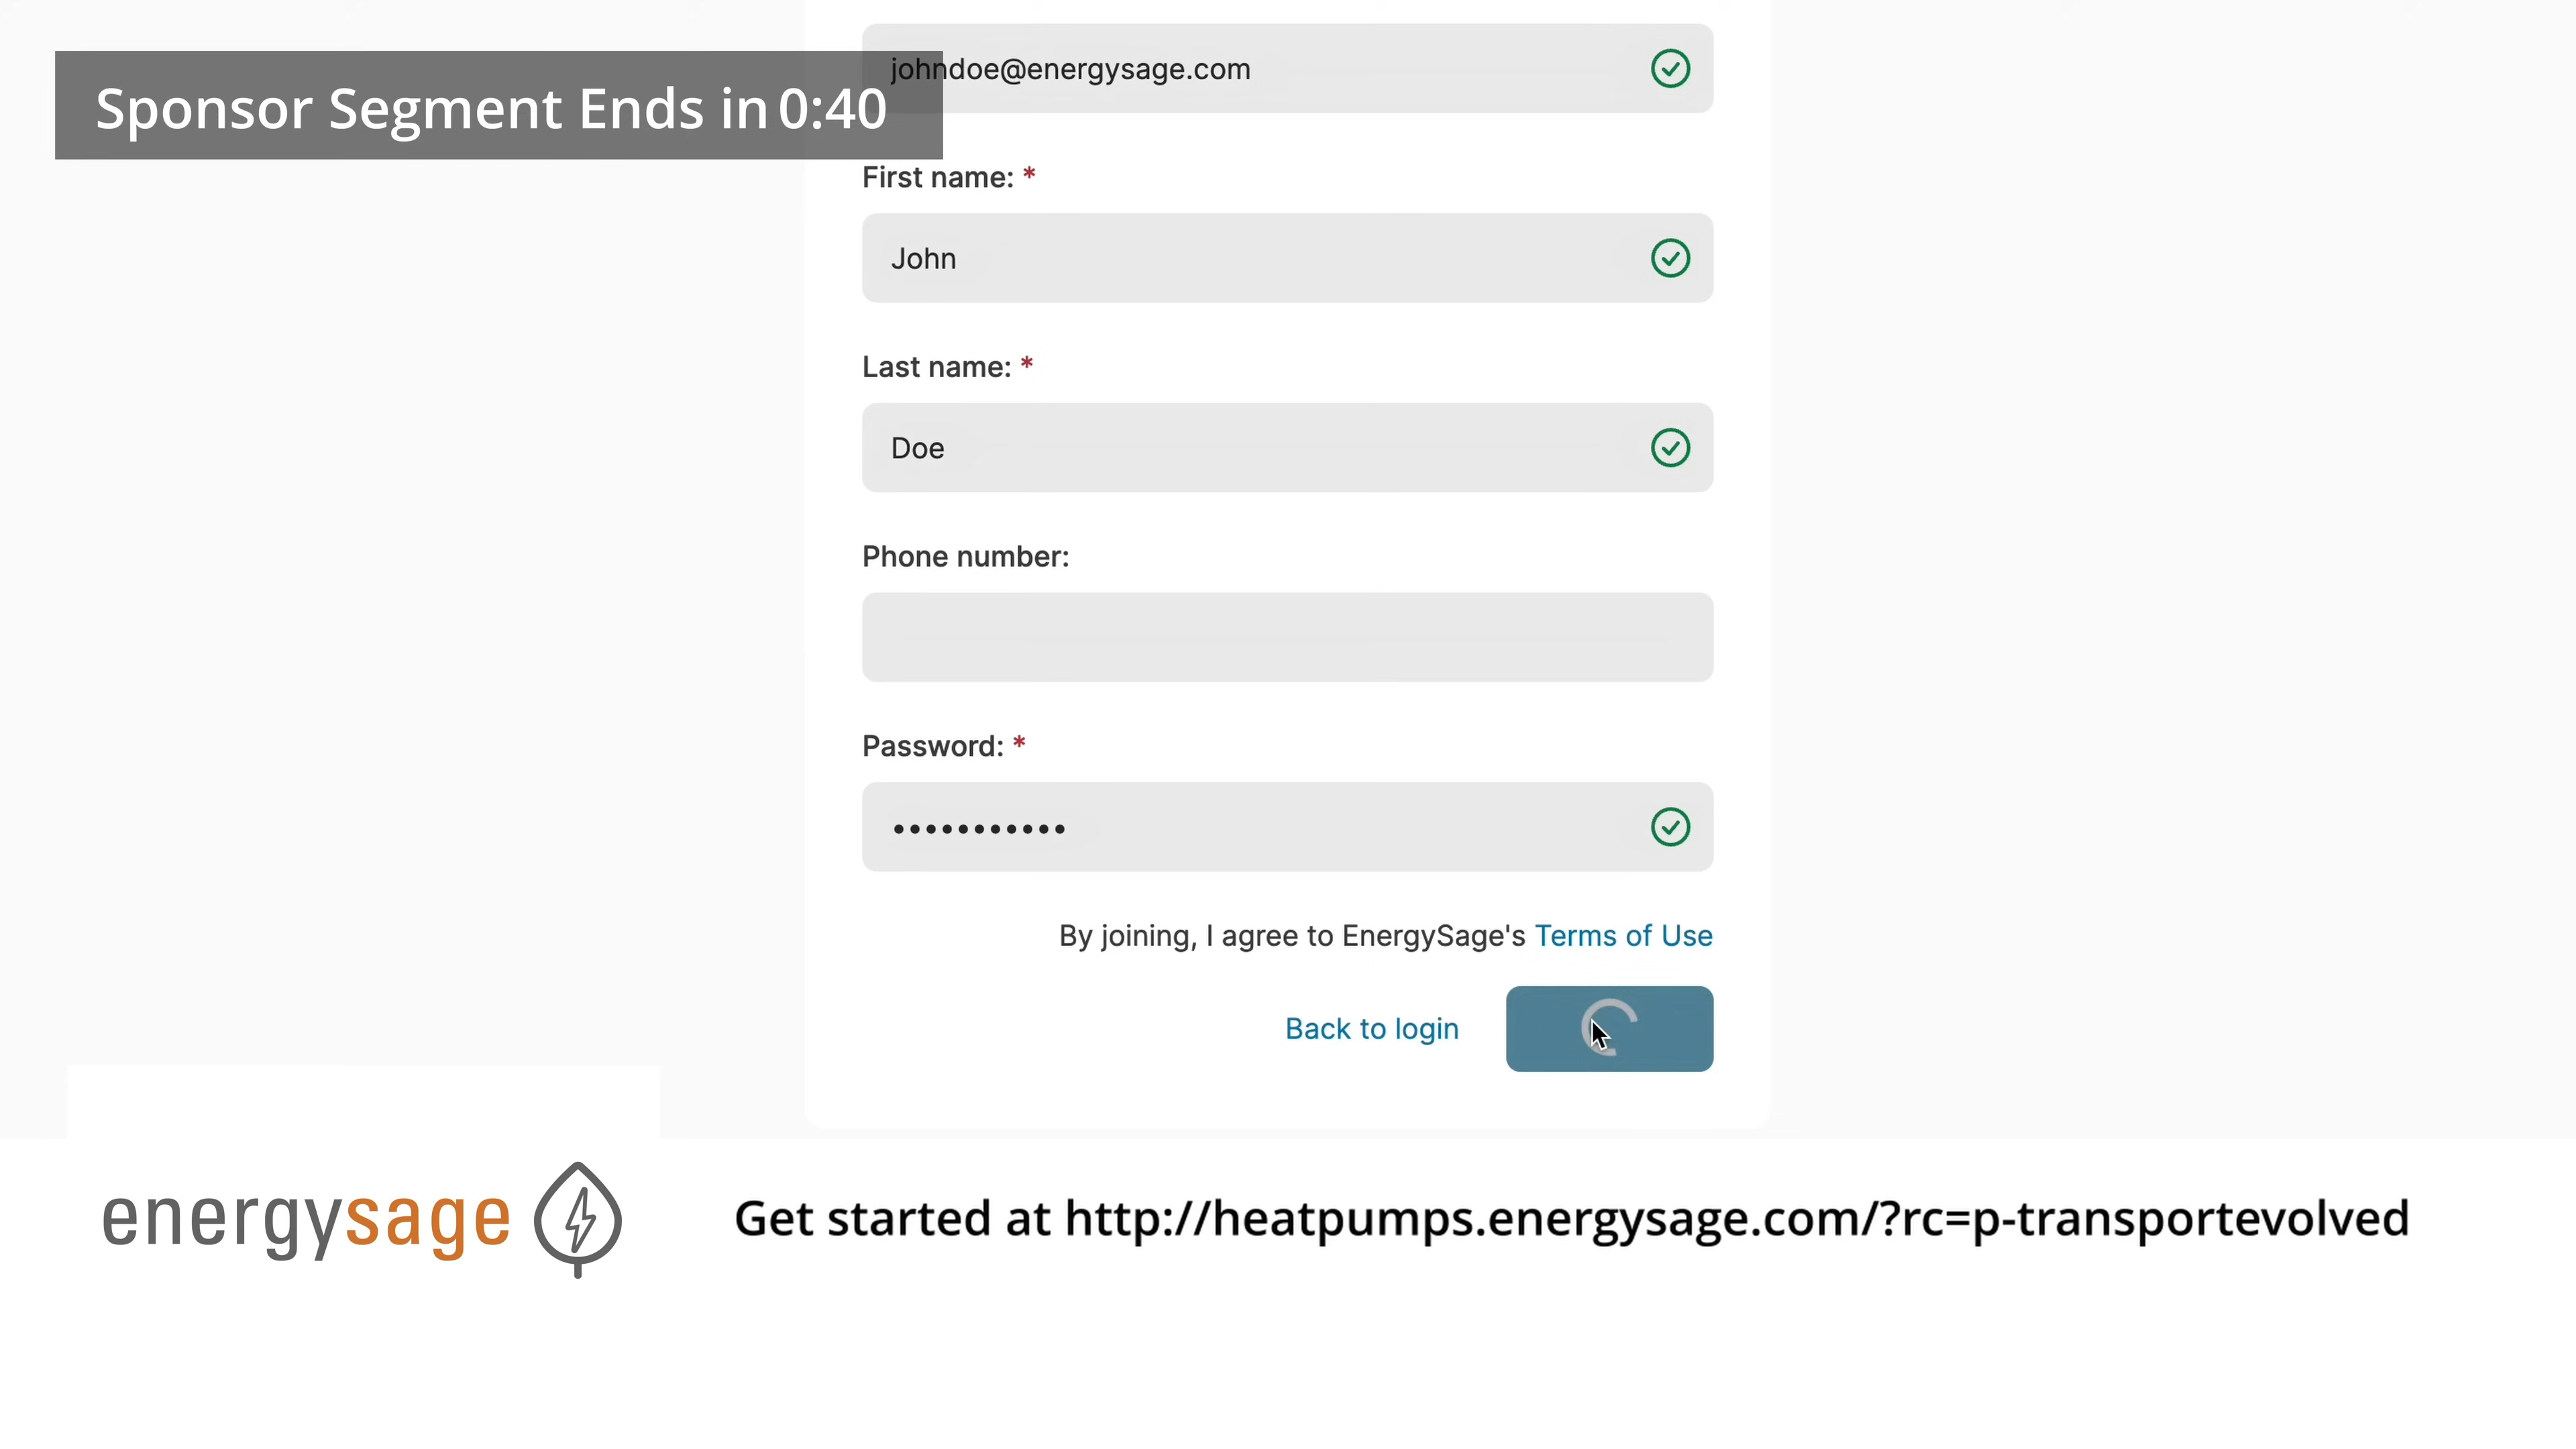 johndoe@energysage.com
Sponsor Segment Ends in 0:40
First name: *
John
Last name: *
Doe
Phone number:
Password: *
•••••••••••
By joining, I agree to EnergySage's Terms of Use
Back to login
energysage
Get started at http://heatpumps.energysage.com/?rc=p-transportevolved